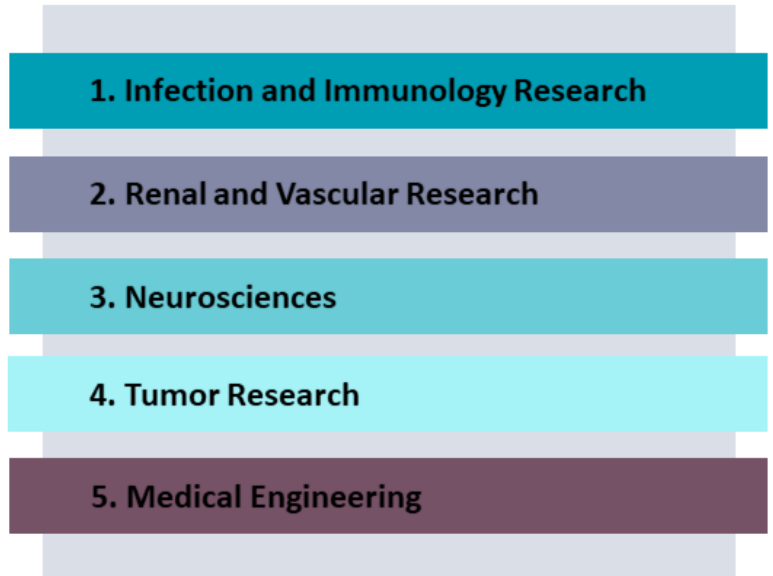 1. Infection and Immunology Research
2. Renal and Vascular Research
3. Neurosciences
4. Tumor Research
5. Medical Engineering